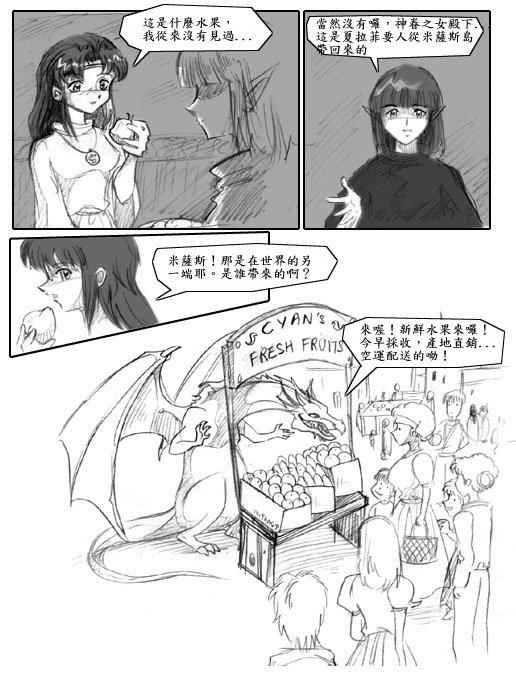 這是什麼水果，
我從來沒有見過...
當然沒有囉，神春之女殿下...
這是夏拉菲要人從米薩斯島
帶回來的
米薩斯！那是在世界的另
一端耶。是誰帶來的啊？
CYAN'S
FRESH FRUITS
來喔！新鮮水果來囉！
今早採收，產地直銷...
空運配送的呦！